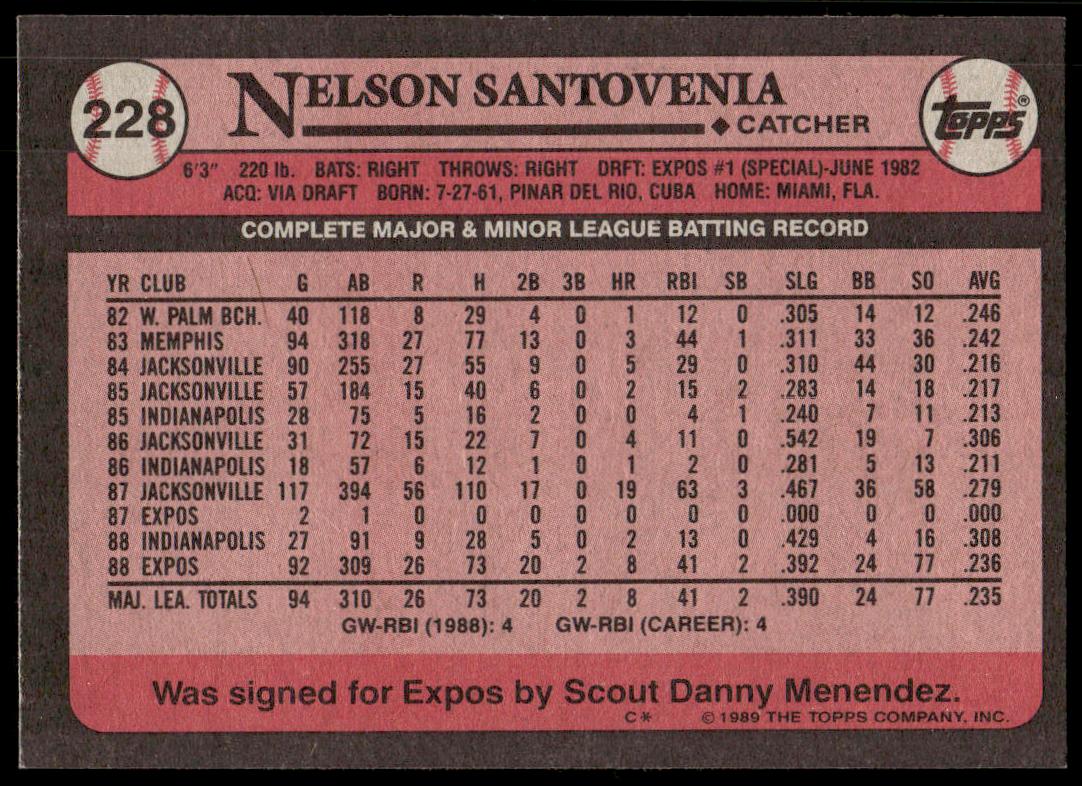 228
NELSON SANTOVENIA
CATCHER
TOPPS®
6'3" 220 lb. BATS: RIGHT THROWS: RIGHT DRFT: EXPOS #1 (SPECIAL)-JUNE 1982
ACQ: VIA DRAFT BORN: 7-27-61, PINAR DEL RIO, CUBA HOME: MIAMI, FLA.
COMPLETE MAJOR & MINOR LEAGUE BATTING RECORD
YR CLUB G AB R H 2B 3B HR RBI SB SLG BB SO AVG
82 W. PALM BCH. 40 118 8 29 4 0 1 12 0 .305 14 12 .246
83 MEMPHIS 94 318 27 77 13 0 3 44 1 .311 33 36 .242
84 JACKSONVILLE 90 255 27 55 9 0 5 29 0 .310 44 30 .216
85 JACKSONVILLE 57 184 15 40 6 0 2 15 2 .283 14 18 .217
85 INDIANAPOLIS 28 75 5 16 2 0 0 4 1 .240 7 11 .213
86 JACKSONVILLE 31 72 15 22 7 0 4 11 0 .542 19 7 .306
86 INDIANAPOLIS 18 57 6 12 1 0 1 2 0 .281 5 13 .211
87 JACKSONVILLE 117 394 56 110 17 0 19 63 3 .467 36 58 .279
87 EXPOS 2 1 0 0 0 0 0 0 0 .000 0 0 .000
88 INDIANAPOLIS 27 91 9 28 5 0 2 13 0 .429 4 16 .308
88 EXPOS 92 309 26 73 20 2 8 41 2 .392 24 77 .236
MAJ. LEA. TOTALS 94 310 26 73 20 2 8 41 2 .390 24 77 .235
GW-RBI (1988): 4 GW-RBI (CAREER): 4
Was signed for Expos by Scout Danny Menendez.
C* © 1989 THE TOPPS COMPANY, INC.